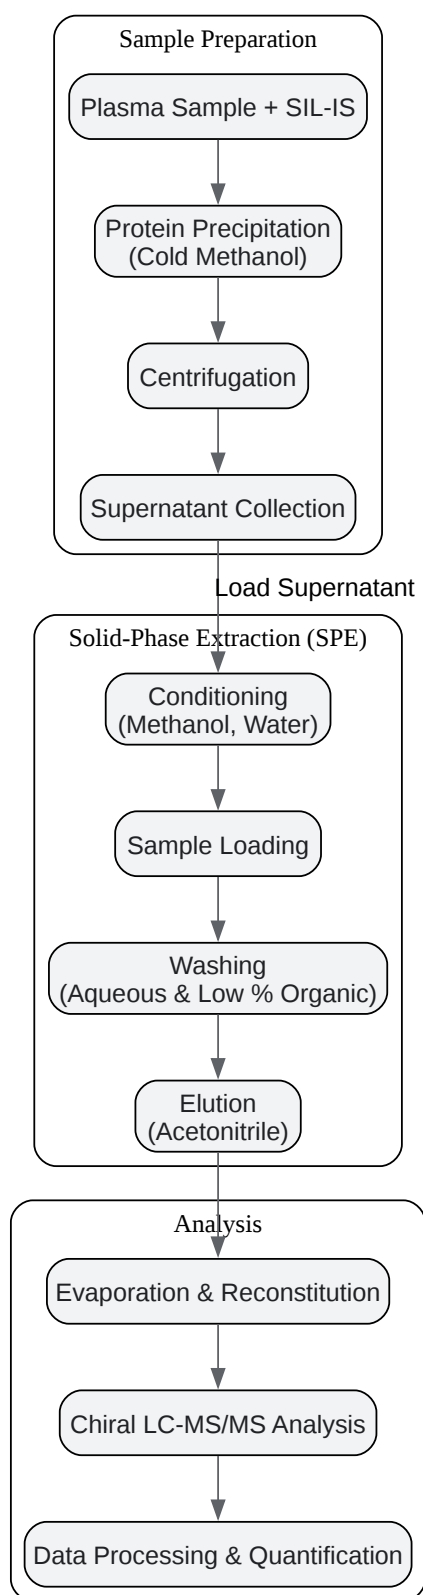 Sample Preparation
Plasma Sample + SIL-IS
Protein Precipitation
(Cold Methanol)
Centrifugation
Supernatant Collection
Load Supernatant
Solid-Phase Extraction (SPE)
Conditioning
(Methanol, Water)
Sample Loading
Washing
(Aqueous & Low % Organic)
Elution
(Acetonitrile)
Analysis
Evaporation & Reconstitution
Chiral LC-MS/MS Analysis
Data Processing & Quantification